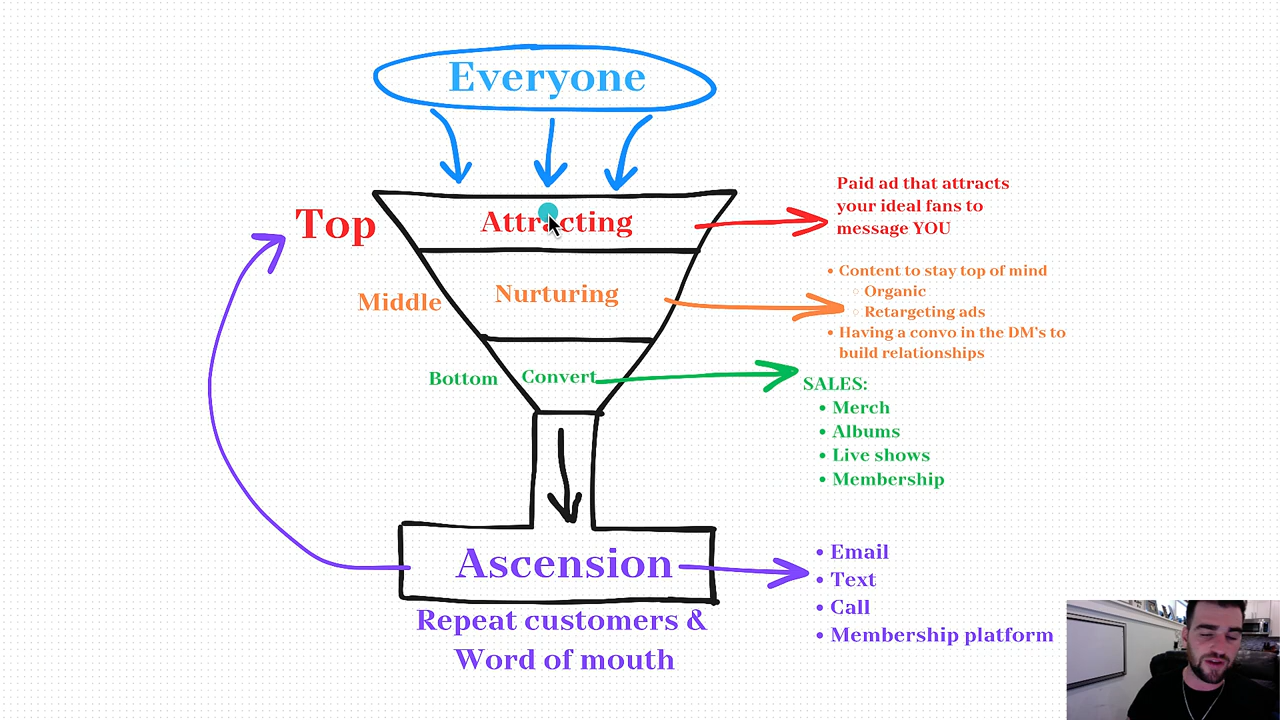 Everyone
Top
Attracting
Paid ad that attracts
your ideal fans to
message YOU
Middle
Nurturing
• Content to stay top of mind
○ Organic
○ Retargeting ads
• Having a convo in the DM's to
build relationships
Bottom
Convert
SALES:
• Merch
• Albums
• Live shows
• Membership
Ascension
Repeat customers &
Word of mouth
• Email
• Text
• Call
• Membership platform